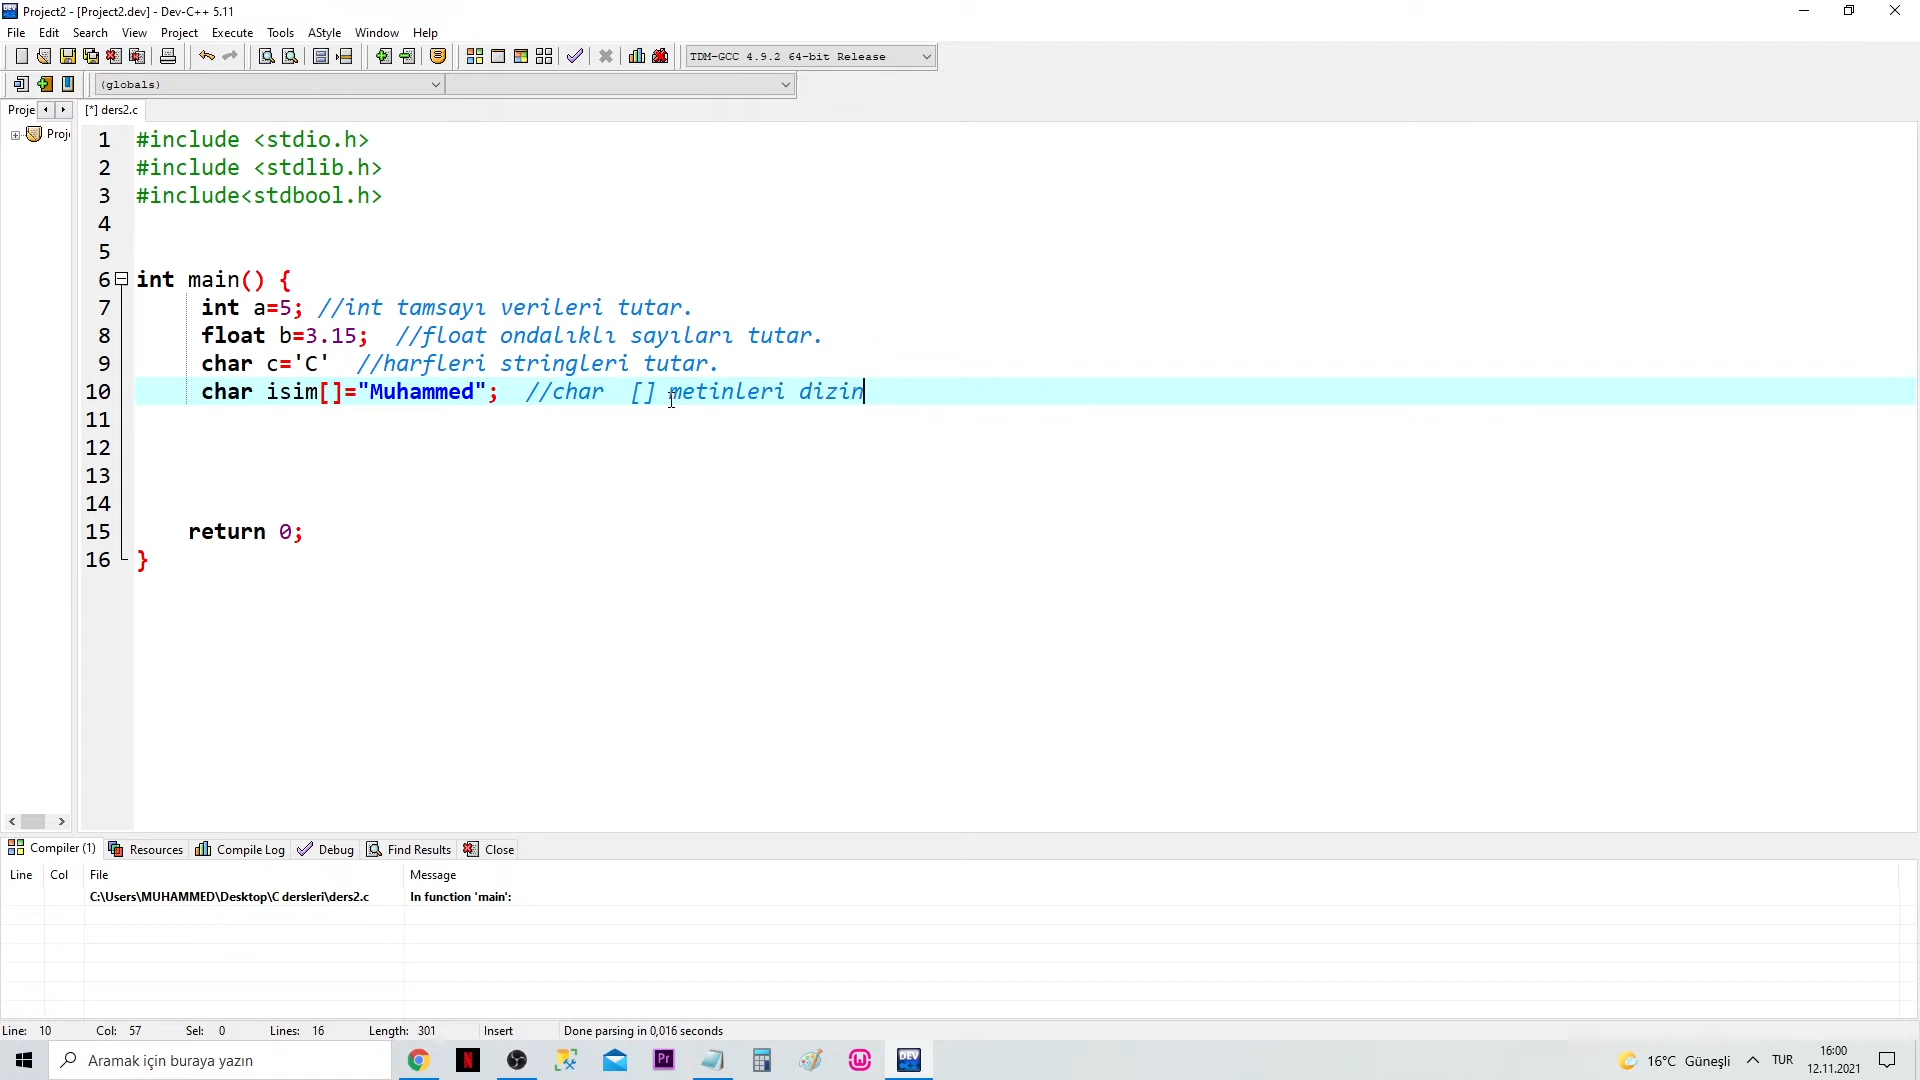 Project2 - [Project2.dev] - Dev-C++ 5.11
File Edit Search View Project Execute Tools AStyle Window Help
TDM-GCC 4.9.2 64-bit Release
(globals)
Proje
[*] ders2.c
Proj
1 #include <stdio.h>
2 #include <stdlib.h>
3 #include<stdbool.h>
4
5
6 int main() {
7 int a=5; //int tamsayı verileri tutar.
8 float b=3.15; //float ondalıklı sayıları tutar.
9 char c='C' //harfleri stringleri tutar.
10 char isim[]="Muhammed"; //char [] metinleri dizin
11
12
13
14
15 return 0;
16 }
Compiler (1) Resources Compile Log Debug Find Results Close
Line Col File Message
C:\Users\MUHAMMED\Desktop\C dersleri\ders2.c In function 'main':
Line: 10 Col: 57 Sel: 0 Lines: 16 Length: 301 Insert Done parsing in 0,016 seconds
Aramak için buraya yazın
N
Pr
DEV
16°C Güneşli
TUR
16:00
12.11.2021